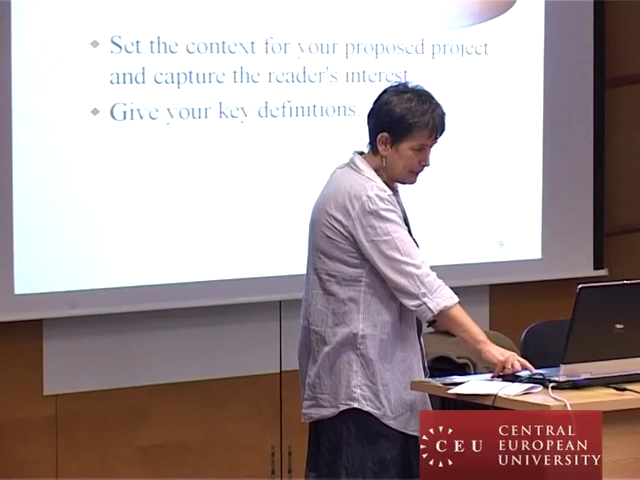 Set the context for your proposed project
and capture the reader's interest
Give your key definitions
9
CEU
CENTRAL
EUROPEAN
UNIVERSITY